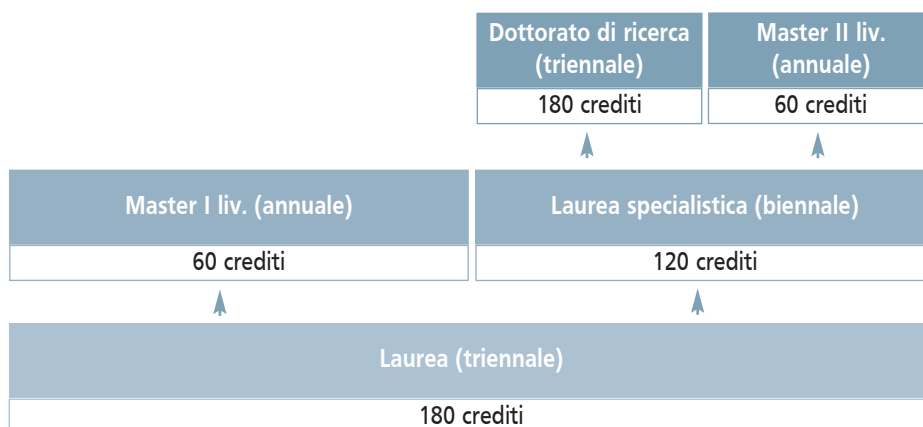 Dottorato di ricerca
(triennale)
180 crediti
Master II liv.
(annuale)
60 crediti
Master I liv. (annuale)
60 crediti
Laurea specialistica (biennale)
120 crediti
Laurea (triennale)
180 crediti